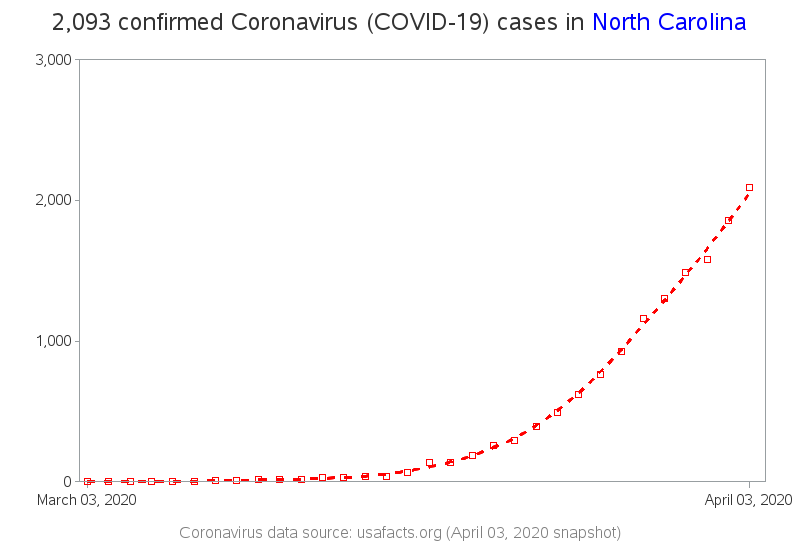 2,093 confirmed Coronavirus (COVID-19) cases in North Carolina
3,000
2,000
1,000
0
March 03, 2020 April 03, 2020
Coronavirus data source: usafacts.org (April 03, 2020 snapshot)